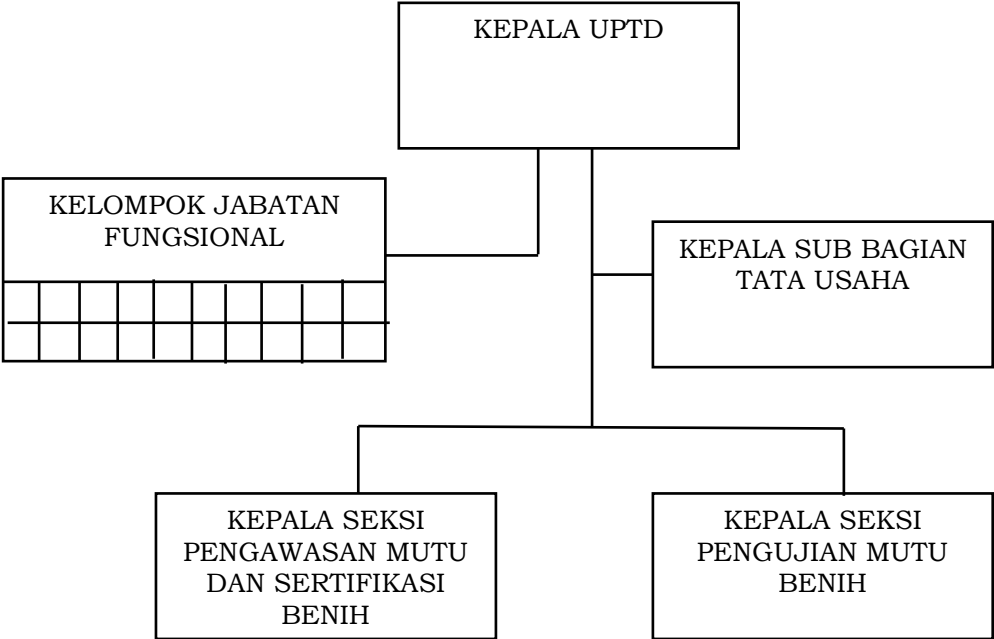 KEPALA UPTD
KELOMPOK JABATAN
FUNGSIONAL
KEPALA SUB BAGIAN
TATA USAHA
KEPALA SEKSI
PENGAWASAN MUTU
DAN SERTIFIKASI
BENIH
KEPALA SEKSI
PENGUJIAN MUTU
BENIH